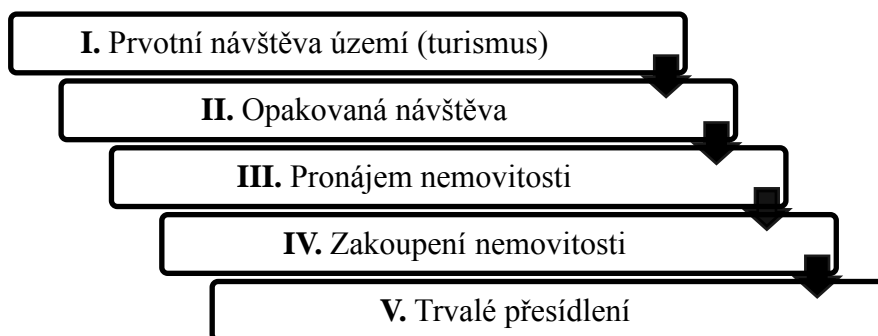 I. Prvotní návštěva území (turismus)
II. Opakovaná návštěva
III. Pronájem nemovitosti
IV. Zakoupení nemovitosti
V. Trvalé přesídlení